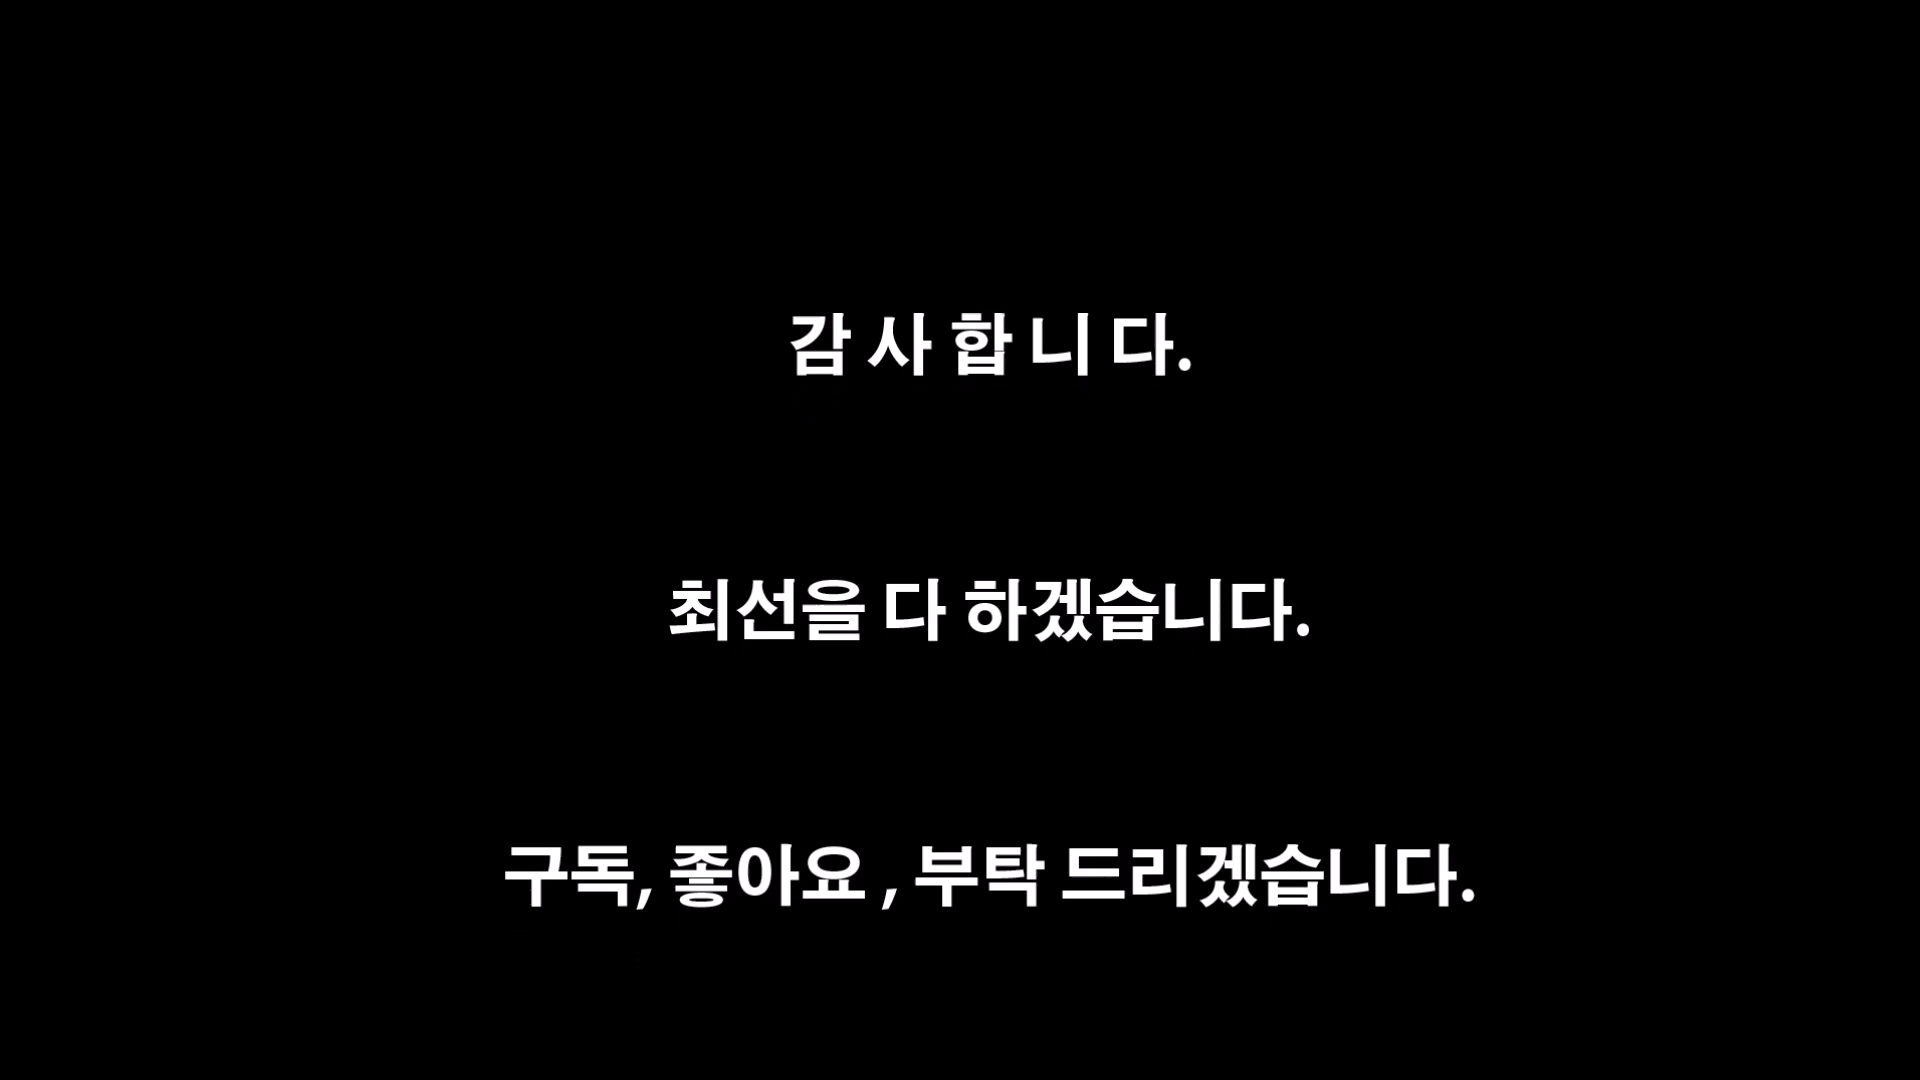 감 사 합 니 다.
최선을 다 하겠습니다.
구독, 좋아요 , 부탁 드리겠습니다.